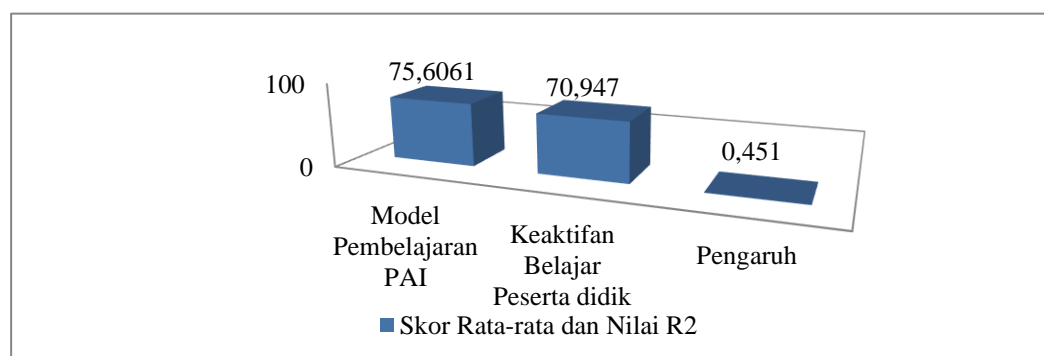 75,6061
70,947
0,451
100
0
Model
Pembelajaran
PAI
Keaktifan
Belajar
Peserta didik
Pengaruh
Skor Rata-rata dan Nilai R2